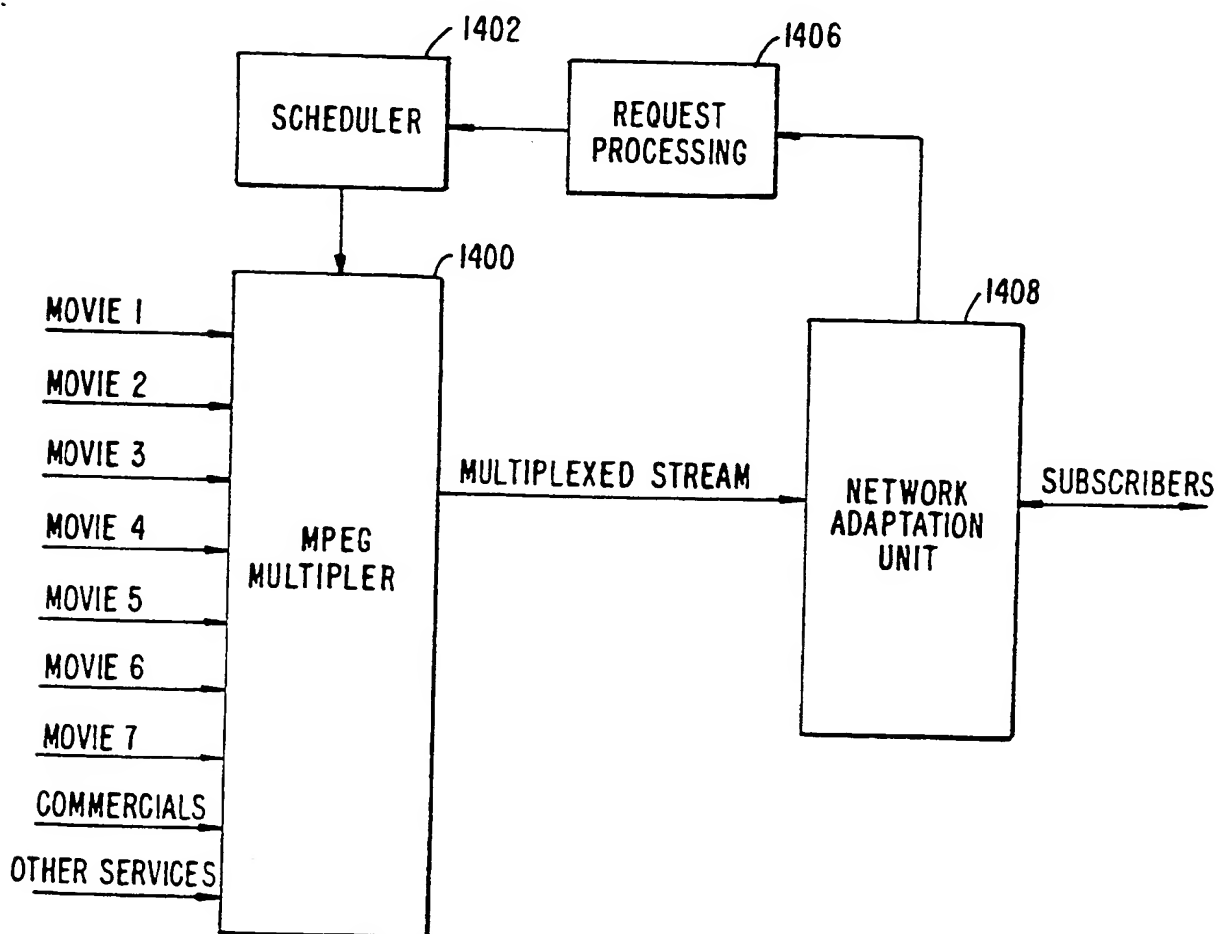 1402
1406
SCHEDULER
REQUEST
PROCESSING
1400
1408
MOVIE 1
MOVIE 2
MOVIE 3
MOVIE 4
MOVIE 5
MOVIE 6
MOVIE 7
COMMERCIALS
OTHER SERVICES
MPEG
MULTIPLER
MULTIPLEXED STREAM
NETWORK
ADAPTATION
UNIT
SUBSCRIBERS